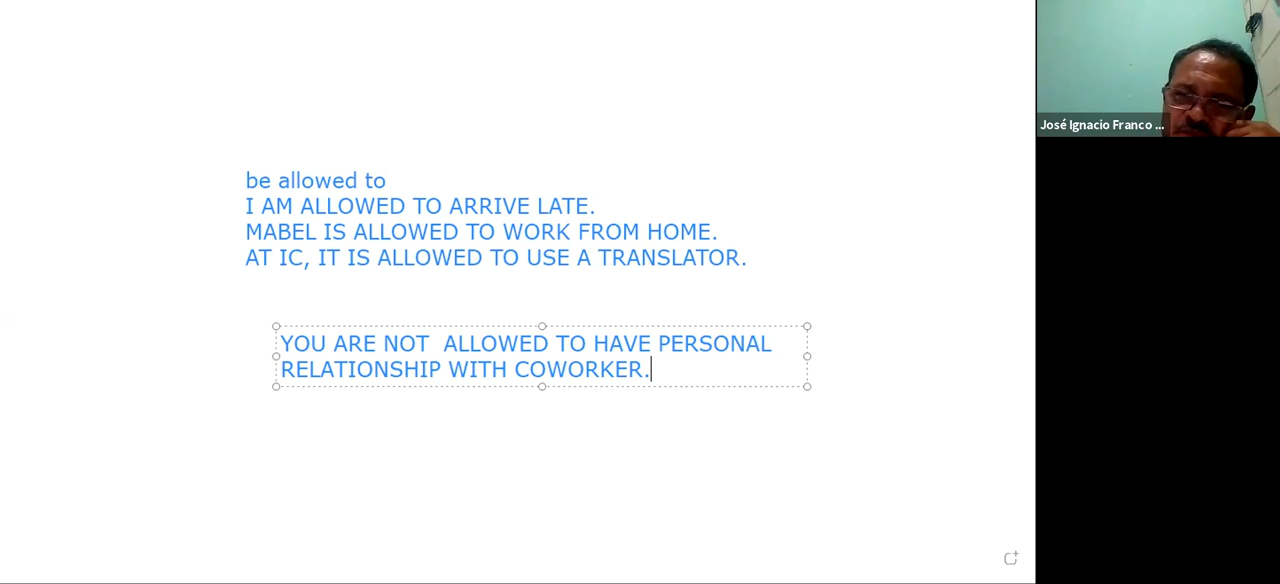 be allowed to
I AM ALLOWED TO ARRIVE LATE.
MABEL IS ALLOWED TO WORK FROM HOME.
AT IC, IT IS ALLOWED TO USE A TRANSLATOR.
YOU ARE NOT  ALLOWED TO HAVE PERSONAL
RELATIONSHIP WITH COWORKER.
José Ignacio Franco ...